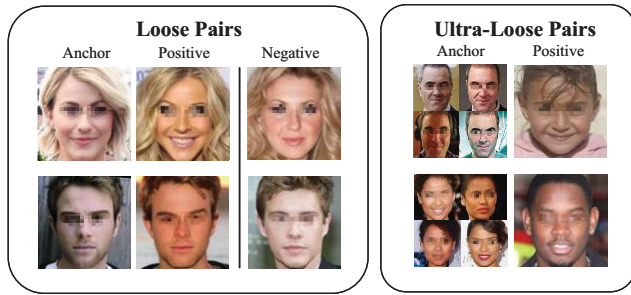 Loose Pairs
Anchor Positive Negative
Ultra-Loose Pairs
Anchor Positive